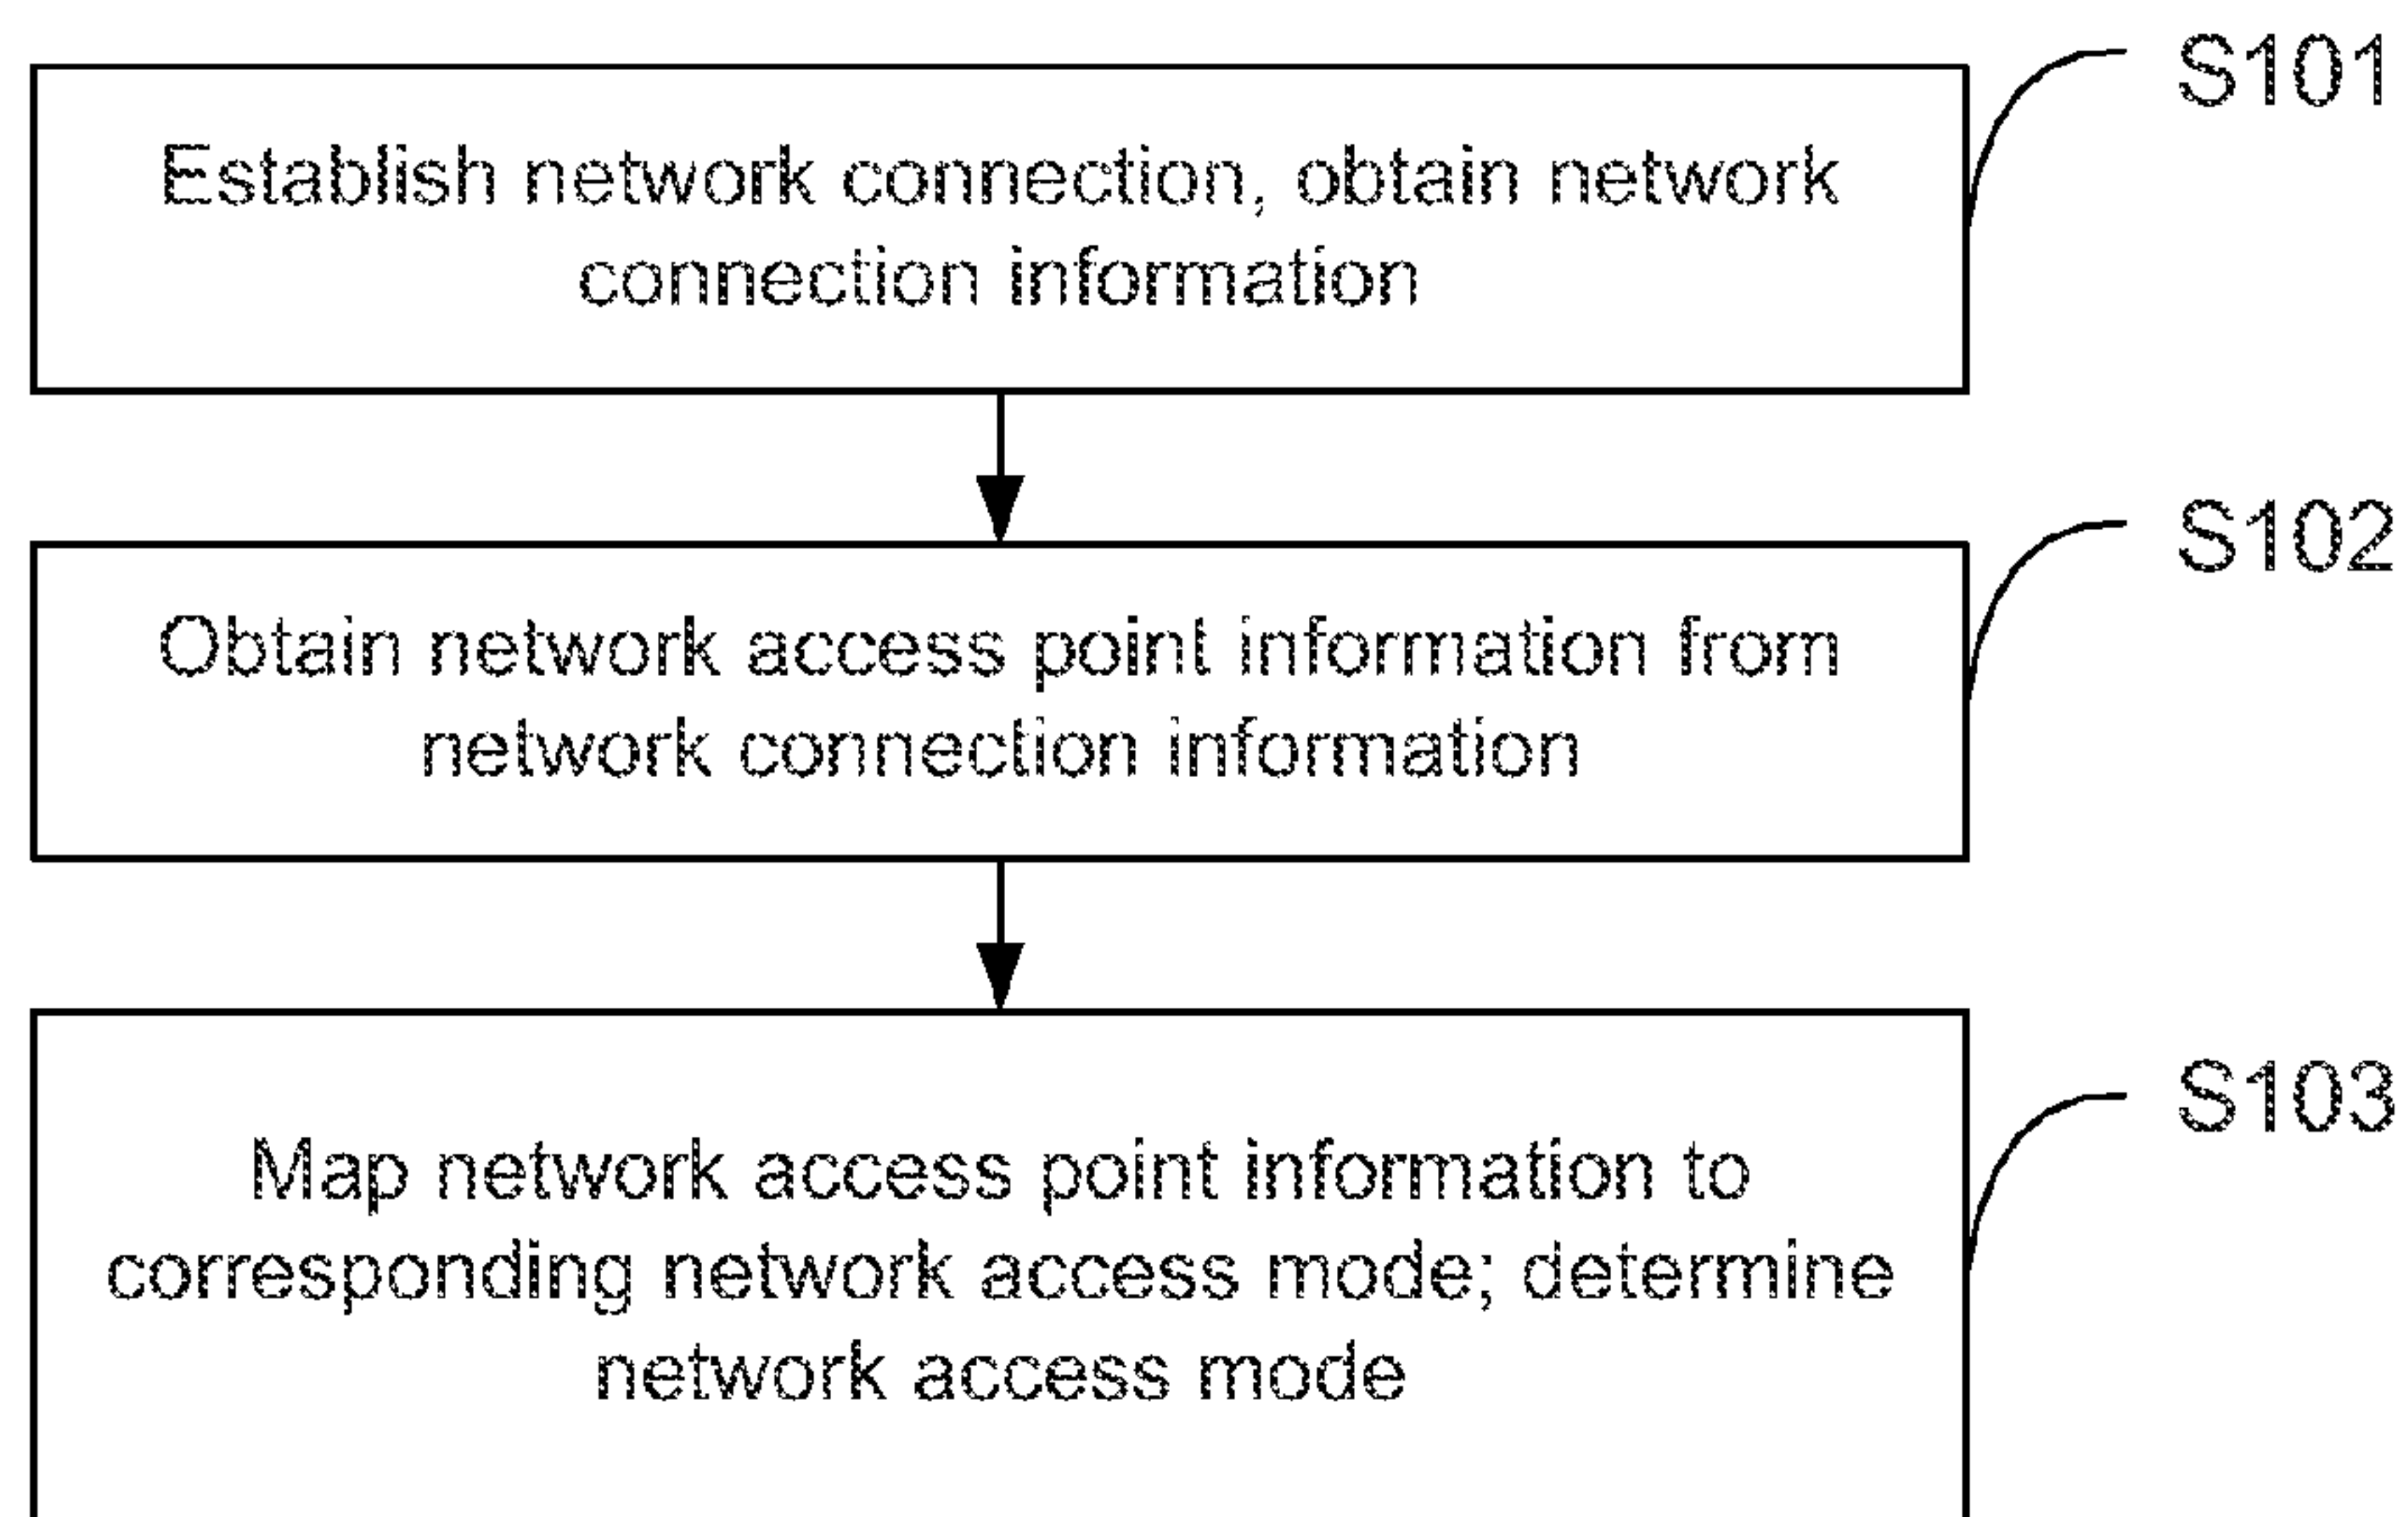 S101
Establish network connection, obtain network
connection information
S102
Obtain network access point information from
network connection information
S103
Map network access point information to
corresponding network access mode; determine
network access mode